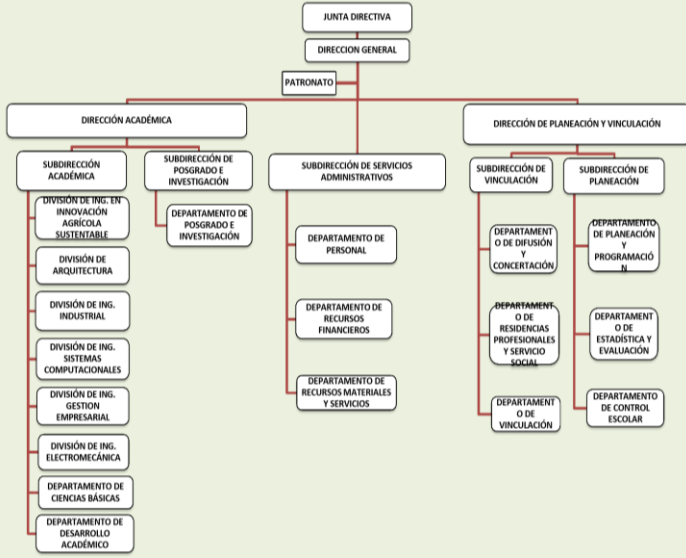 JUNTA DIRECTIVA
DIRECCION GENERAL
PATRONATO
DIRECCIÓN ACADÉMICA
DIRECCIÓN DE PLANEACIÓN Y VINCULACIÓN
SUBDIRECCIÓN
ACADÉMICA
SUBDIRECCIÓN DE
POSGRADO E
INVESTIGACIÓN
SUBDIRECCIÓN DE SERVICIOS
ADMINISTRATIVOS
SUBDIRECCIÓN DE
VINCULACIÓN
SUBDIRECCIÓN DE
PLANEACIÓN
DIVISIÓN DE ING. EN
INNOVACIÓN
AGRÍCOLA
SUSTENTABLE
DIVISIÓN DE
ARQUITECTURA
DIVISIÓN DE ING.
INDUSTRIAL
DIVISIÓN DE ING.
SISTEMAS
COMPUTACIONALES
DIVISIÓN DE ING.
GESTION
EMPRESARIAL
DIVISIÓN DE ING.
ELECTROMECÁNICA
DEPARTAMENTO DE
CIENCIAS BÁSICAS
DEPARTAMENTO DE
DESARROLLO
ACADÉMICO
DEPARTAMENTO DE
POSGRADO E
INVESTIGACIÓN
DEPARTAMENTO DE
PERSONAL
DEPARTAMENTO DE
RECURSOS
FINANCIEROS
DEPARTAMENTO DE
RECURSOS MATERIALES
Y SERVICIOS
DEPARTAMENT
O DE DIFUSIÓN
Y
CONCERTACIÓN
DEPARTAMENT
O DE
RESIDENCIAS
PROFESIONALES
Y SERVICIO
SOCIAL
DEPARTAMENT
O DE
VINCULACIÓN
DEPARTAMENTO
DE PLANEACIÓN
Y
PROGRAMACIÓ
N
DEPARTAMENT
O DE
ESTADÍSTICA Y
EVALUACIÓN
DEPARTAMENTO
DE CONTROL
ESCOLAR